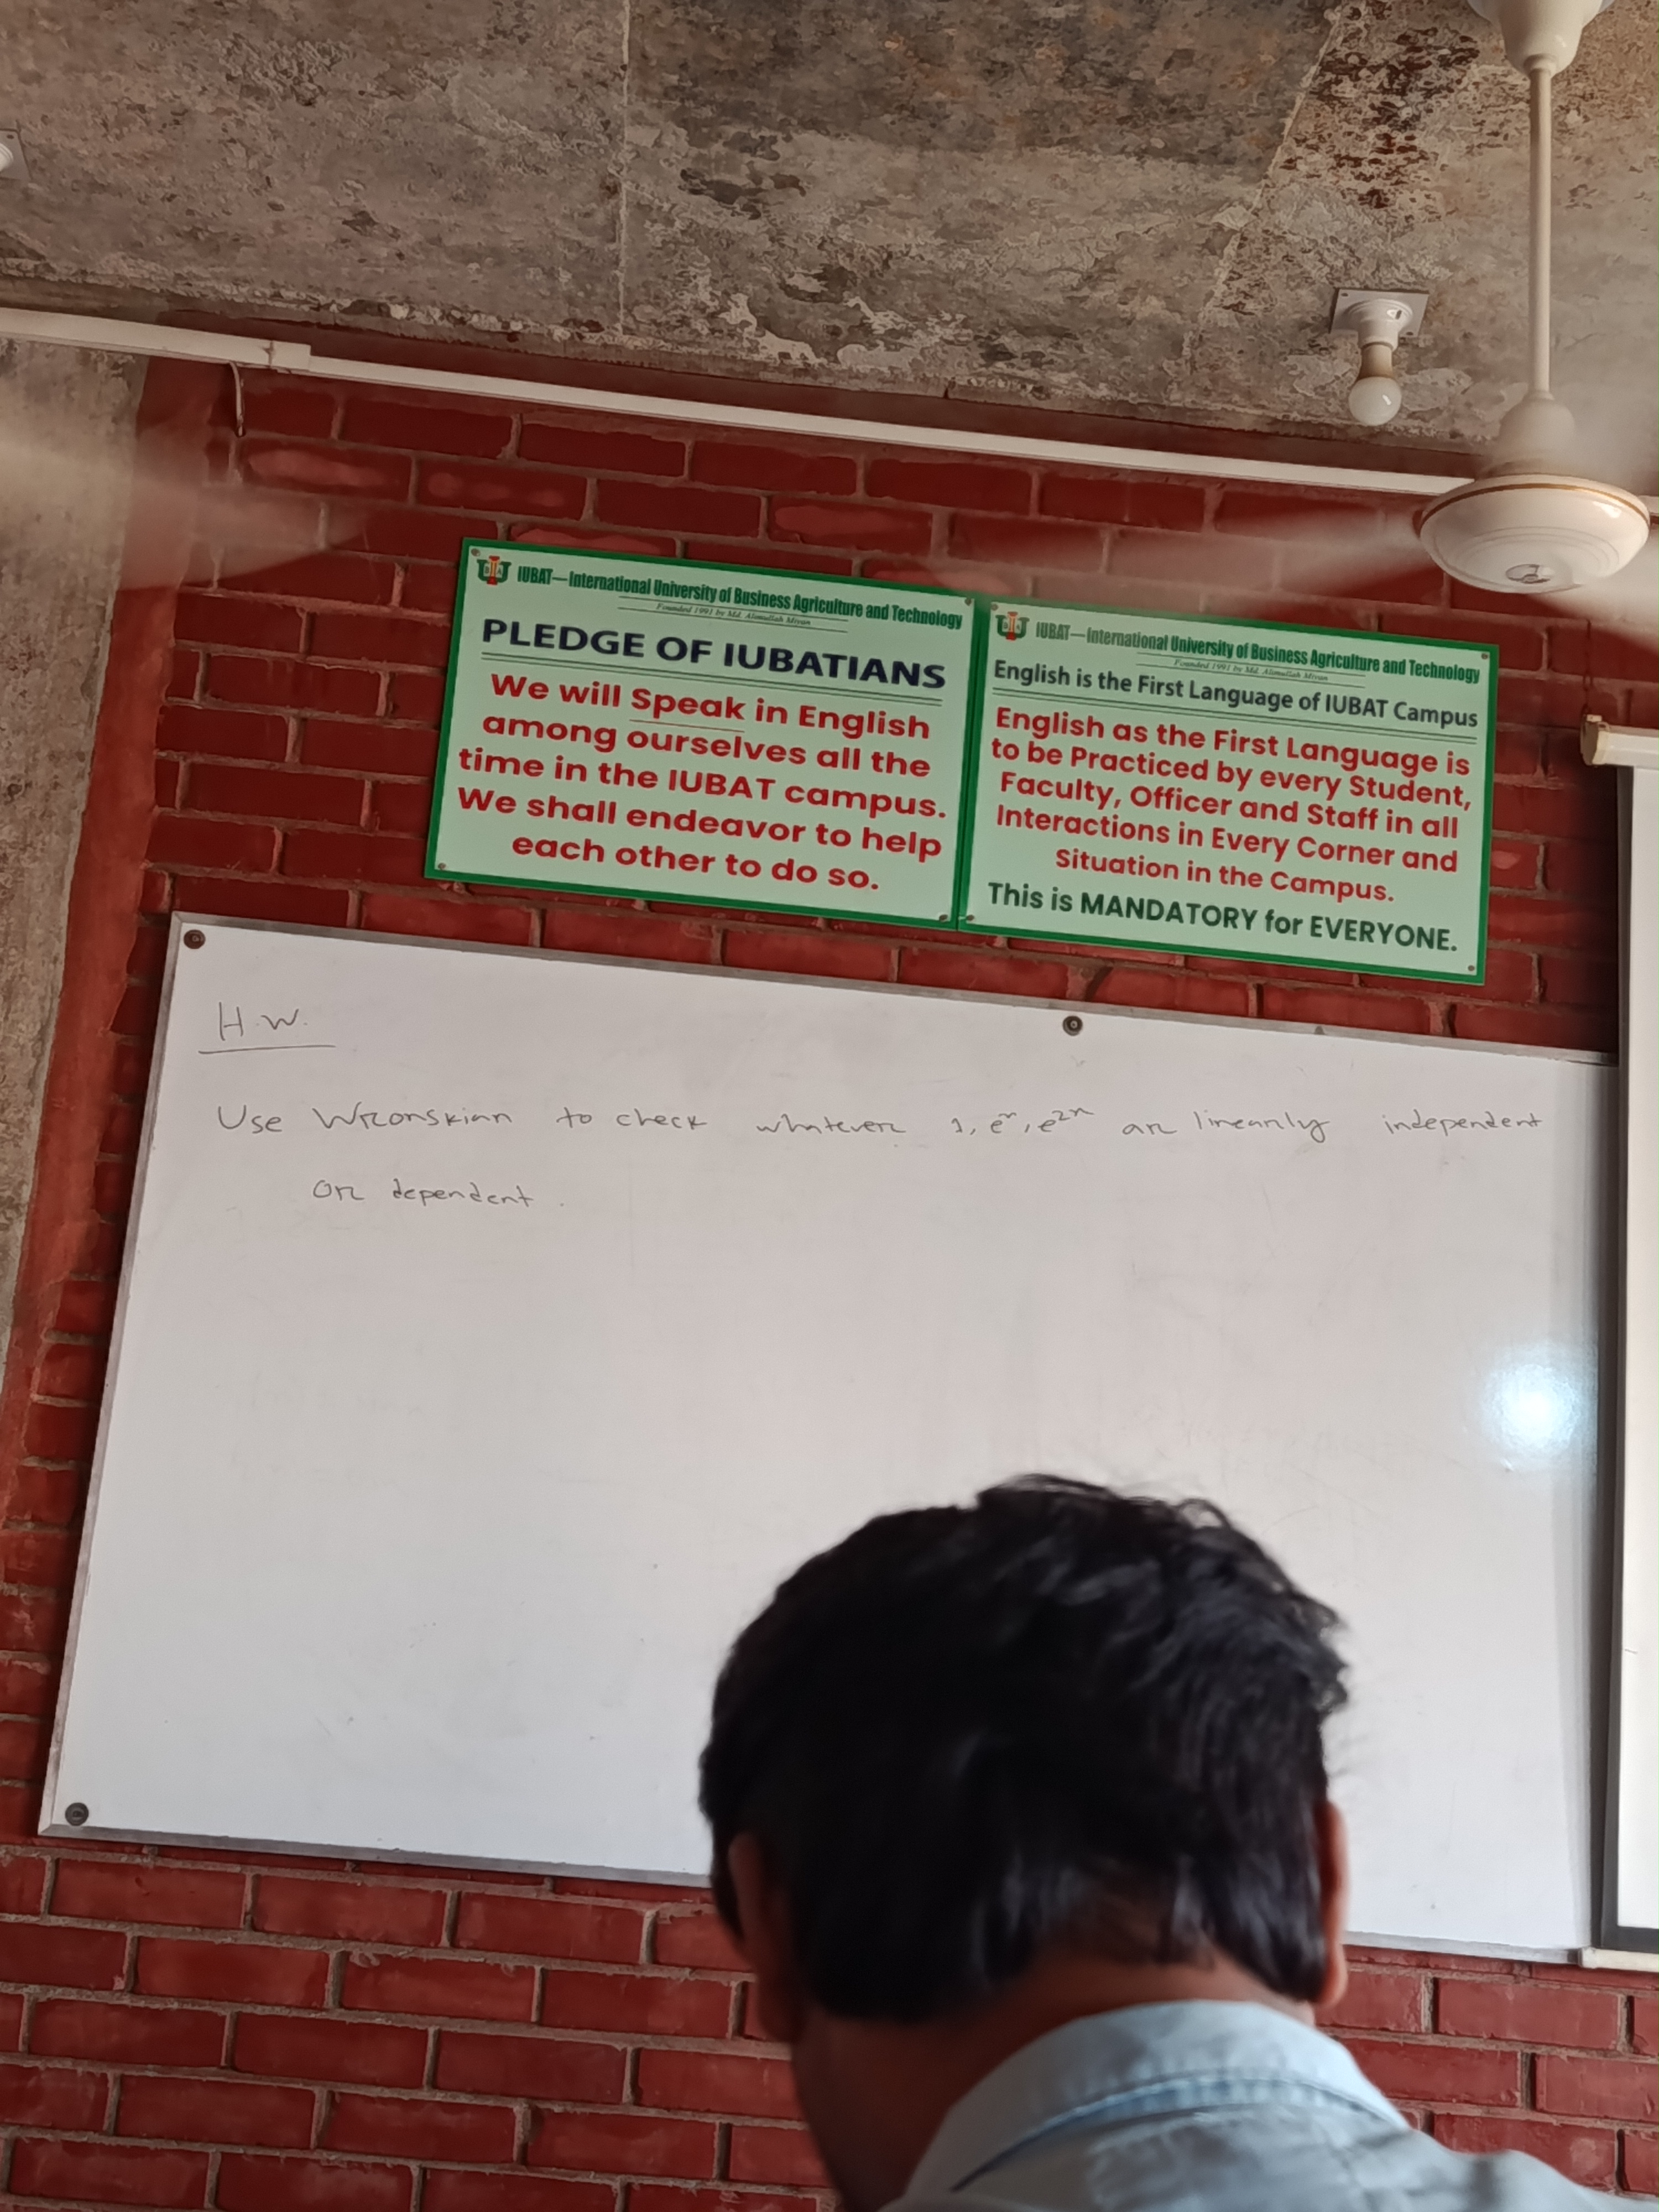 IUBAT—International University of Business Agriculture and Technology
Founded 1991 by Md. Alimullah Miyan
PLEDGE OF IUBATIANS
We will Speak in English
among ourselves all the
time in the IUBAT campus.
We shall endeavor to help
each other to do so.
IUBAT—International University of Business Agriculture and Technology
Founded 1991 by Md. Alimullah Miyan
English is the First Language of IUBAT Campus
English as the First Language is
to be Practiced by every Student,
Faculty, Officer and Staff in all
Interactions in Every Corner and
Situation in the Campus.
This is MANDATORY for EVERYONE.
H.W.
Use Wronskian to check whatever 1, eˣ, e²ˣ are linearly independent
or dependent.